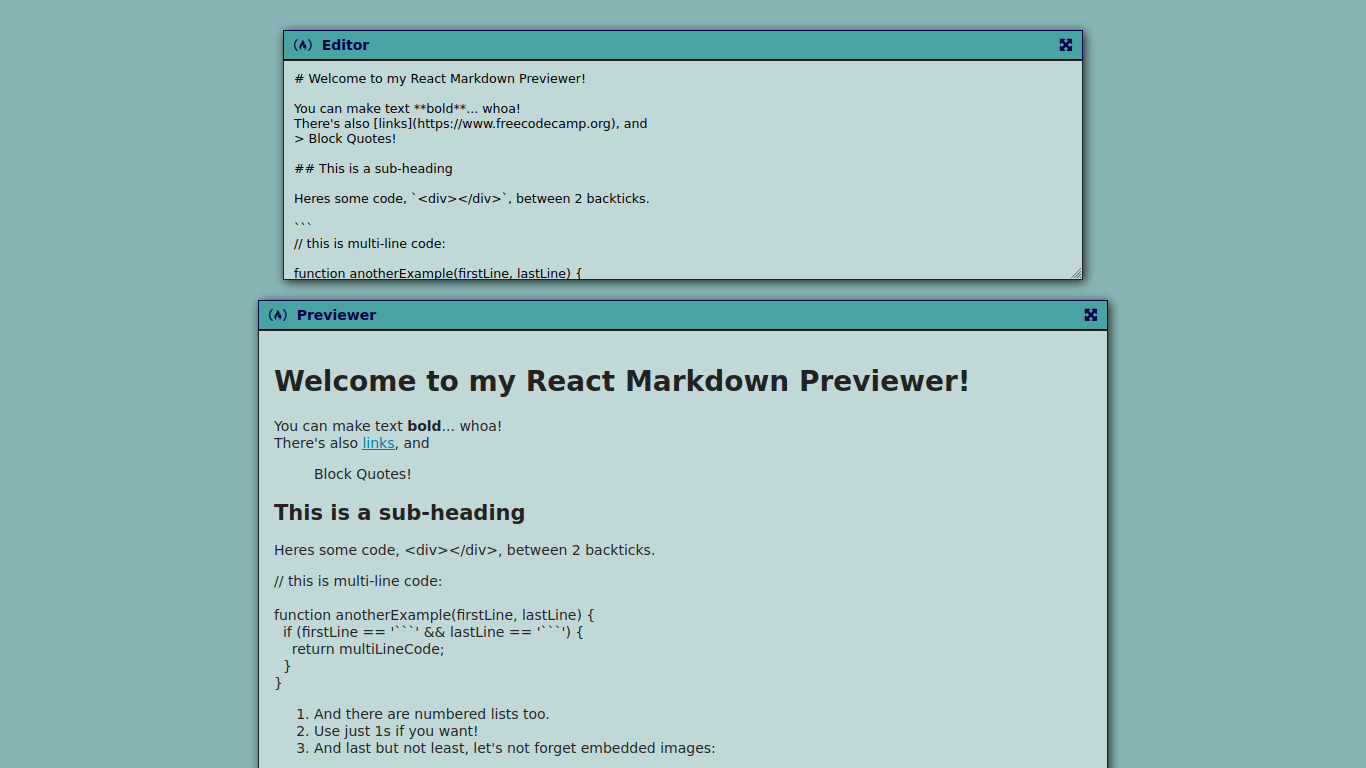 Editor
# Welcome to my React Markdown Previewer!
You can make text **bold**... whoa!
There's also [links](https://www.freecodecamp.org), and
> Block Quotes!
## This is a sub-heading
Heres some code, `<div></div>`, between 2 backticks.
```
// this is multi-line code:
function anotherExample(firstLine, lastLine) {
Previewer
Welcome to my React Markdown Previewer!
You can make text bold... whoa!
There's also links, and
Block Quotes!
This is a sub-heading
Heres some code, <div></div>, between 2 backticks.
// this is multi-line code:
function anotherExample(firstLine, lastLine) {
if (firstLine == '```' && lastLine == '```') {
return multiLineCode;
}
}
1. And there are numbered lists too.
2. Use just 1s if you want!
3. And last but not least, let's not forget embedded images: